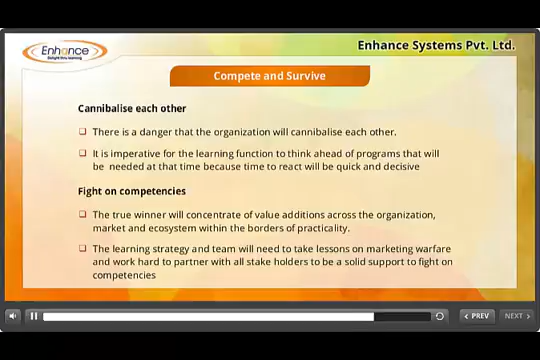 Enhance
Delight thru learning
Enhance Systems Pvt. Ltd.
Compete and Survive
Cannibalise each other
There is a danger that the organization will cannibalise each other.
It is imperative for the learning function to think ahead of programs that will
be needed at that time because time to react will be quick and decisive
Fight on competencies
The true winner will concentrate of value additions across the organization,
market and ecosystem within the borders of practicality.
The learning strategy and team will need to take lessons on marketing warfare
and work hard to partner with all stake holders to be a solid support to fight on
competencies
PREV
NEXT